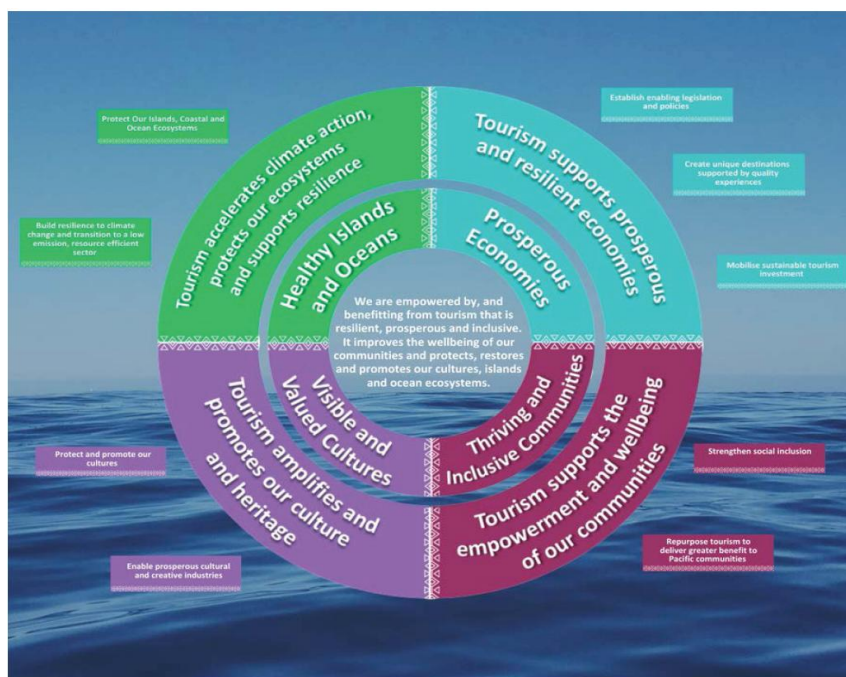 Protect Our Islands, Coastal and
Ocean Ecosystems
Build resilience to climate
change and transition to a low
emission, resource efficient
sector
Tourism accelerates climate action,
protects our ecosystems
and supports resilience
Healthy Islands
and Oceans
Tourism supports prosperous
and resilient economies
Prosperous
Economies
Establish enabling legislation
and policies
Create unique destinations
supported by quality
experiences
Mobilise sustainable tourism
investment
We are empowered by, and
benefitting from tourism that is
resilient, prosperous and inclusive.
It improves the wellbeing of our
communities and protects, restores
and promotes our cultures, islands
and ocean ecosystems.
Visible and
Valued Cultures
Tourism amplifies and
promotes our culture
and heritage
Protect and promote our
cultures
Enable prosperous cultural
and creative Industries
Thriving and
Inclusive Communities
Tourism supports the
empowerment and wellbeing
of our communities
Strengthen social inclusion
Repurpose tourism to
deliver greater benefit to
Pacific communities